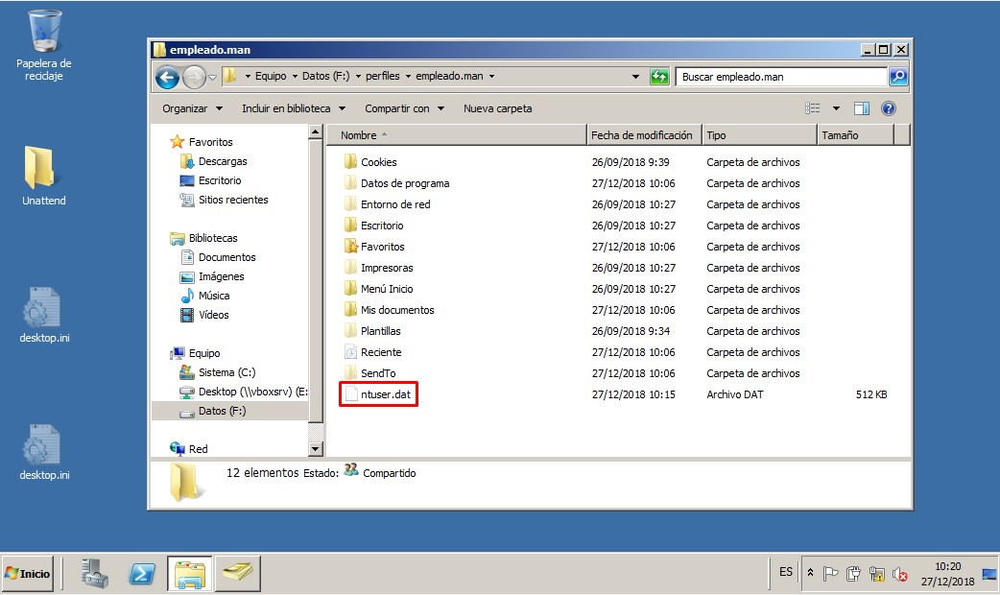 Papelera de
reciclaje
Unattend
desktop.ini
desktop.ini
empleado.man
Equipo Datos (F:) perfiles empleado.man
Buscar empleado.man
Organizar Incluir en biblioteca Compartir con Nueva carpeta
Favoritos
Descargas
Escritorio
Sitios recientes
Bibliotecas
Documentos
Imágenes
Música
Vídeos
Equipo
Sistema (C:)
Desktop (\\vboxsrv) (E:
Datos (F:)
Red
Nombre Fecha de modificación Tipo Tamaño
Cookies 26/09/2018 9:39 Carpeta de archivos
Datos de programa 27/12/2018 10:06 Carpeta de archivos
Entorno de red 26/09/2018 10:27 Carpeta de archivos
Escritorio 26/09/2018 10:27 Carpeta de archivos
Favoritos 27/12/2018 10:06 Carpeta de archivos
Impresoras 26/09/2018 10:27 Carpeta de archivos
Menú Inicio 26/09/2018 10:27 Carpeta de archivos
Mis documentos 27/12/2018 10:06 Carpeta de archivos
Plantillas 26/09/2018 9:34 Carpeta de archivos
Reciente 27/12/2018 10:06 Carpeta de archivos
SendTo 27/12/2018 10:06 Carpeta de archivos
ntuser.dat 27/12/2018 10:15 Archivo DAT 512 KB
12 elementos Estado: Compartido
Inicio
ES
10:20
27/12/2018